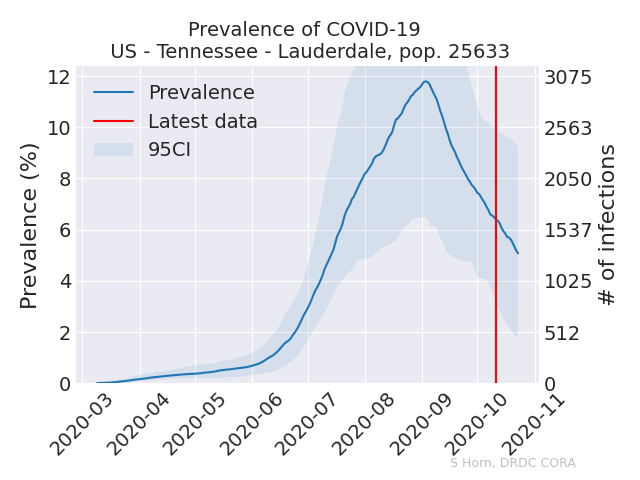 Prevalence of COVID-19
US - Tennessee - Lauderdale, pop. 25633
Prevalence (%)
12
10
8
6
4
2
0
Prevalence
Latest data
95CI
3075
2563
2050
1537
1025
512
0
# of infections
2020-03
2020-04
2020-05
2020-06
2020-07
2020-08
2020-09
2020-10
2020-11
S Horn, DRDC CORA